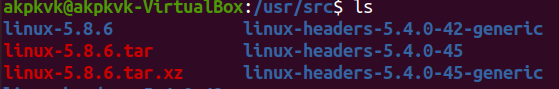 akpkvk@akpkvk-VirtualBox:/usr/src$ ls
linux-5.8.6 linux-headers-5.4.0-42-generic
linux-5.8.6.tar linux-headers-5.4.0-45
linux-5.8.6.tar.xz linux-headers-5.4.0-45-generic